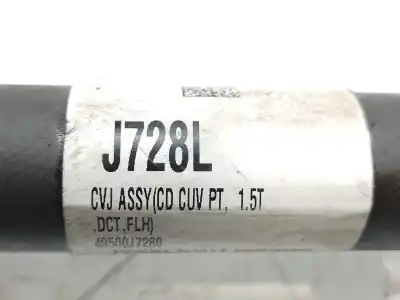 J728L
CVJ ASSY(CD CUV PT, 1.5T
,DCT,FLH)
49500J7280